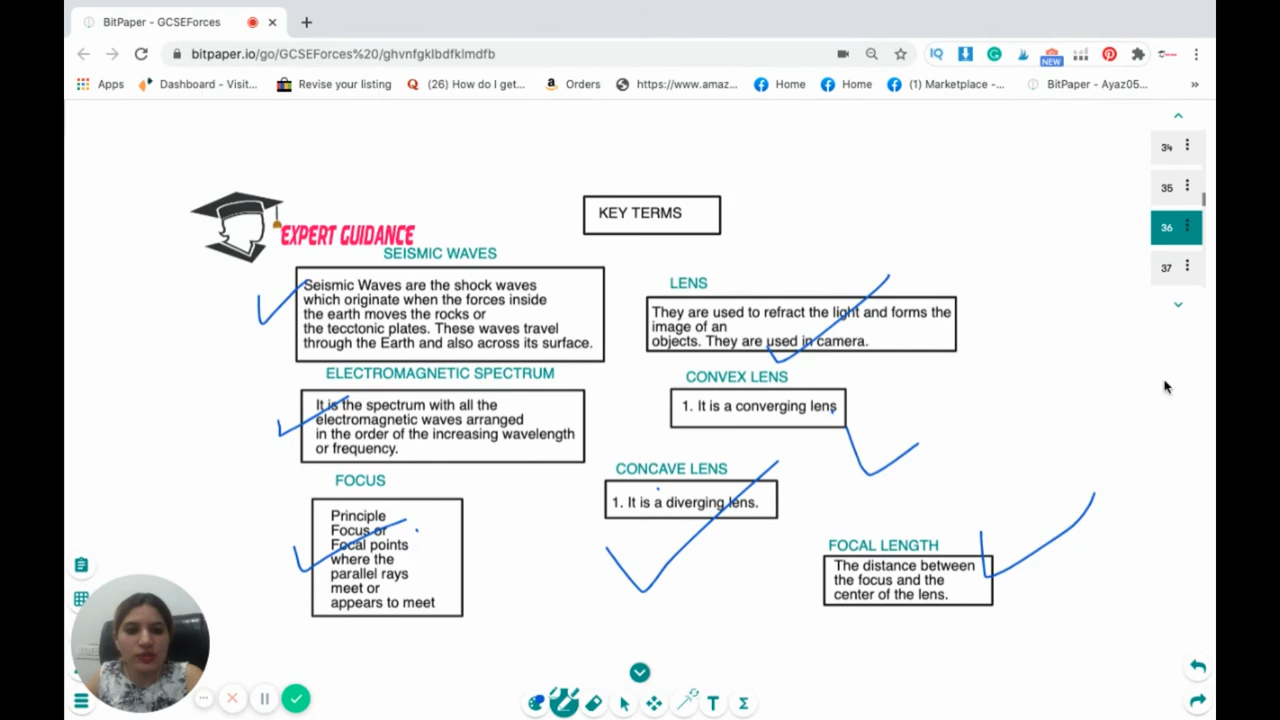 BitPaper - GCSEForces
bitpaper.io/go/GCSEForces%20/ghvnfgklbdfklmdfb
IQ
NEW
Apps
Dashboard - Visit...
Revise your listing
(26) How do I get...
Orders
https://www.amaz...
Home
Home
(1) Marketplace -...
BitPaper - Ayaz05...
34
35
36
37
EXPERT GUIDANCE
KEY TERMS
SEISMIC WAVES
Seismic Waves are the shock waves
which originate when the forces inside
the earth moves the rocks or
the tecctonic plates. These waves travel
through the Earth and also across its surface.
LENS
They are used to refract the light and forms the
image of an
objects. They are used in camera.
ELECTROMAGNETIC SPECTRUM
It is the spectrum with all the
electromagnetic waves arranged
in the order of the increasing wavelength
or frequency.
CONVEX LENS
1. It is a converging lens
CONCAVE LENS
1. It is a diverging lens.
FOCUS
Principle
Focus or
Focal points
where the
parallel rays
meet or
appears to meet
FOCAL LENGTH
The distance between
the focus and the
center of the lens.
T
Σ